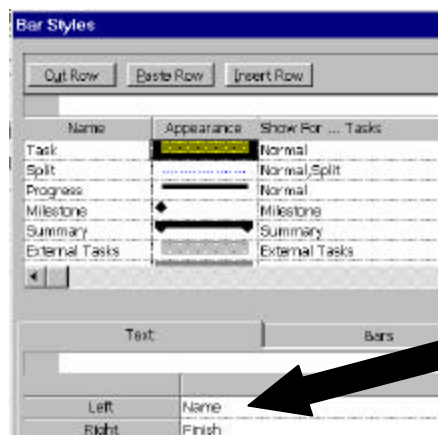 Bar Styles
Cut Row Paste Row Insert Row
Name Appearance Show For ... Tasks
Task Normal
Split Normal,Split
Progress Normal
Milestone Milestone
Summary Summary
External Tasks External Tasks
Text Bars
Left Name
Right Finish